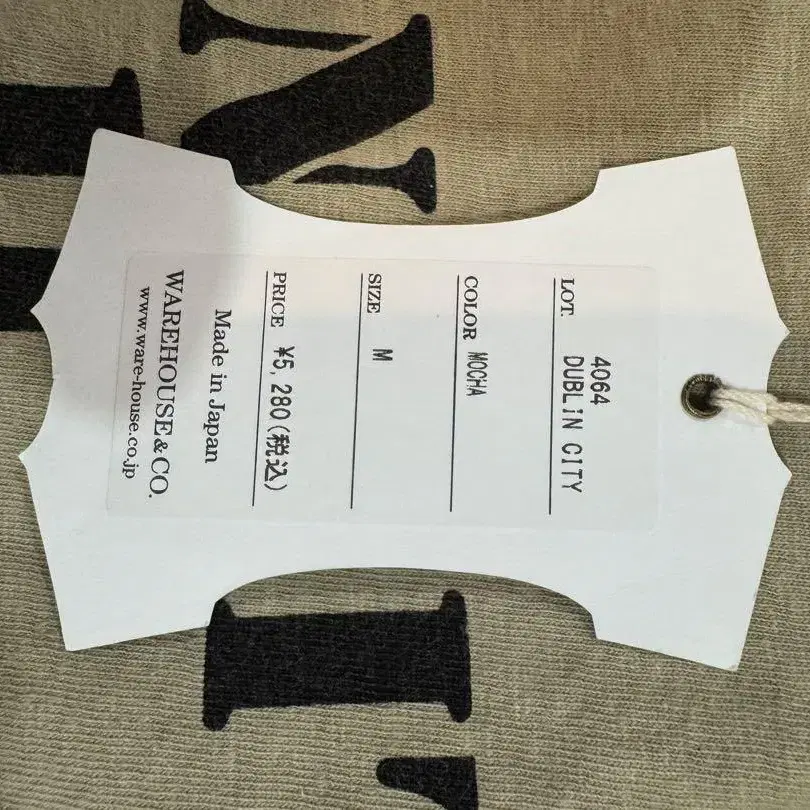 LOT. 4064
DUBLIN CITY
COLOR MOCHA
SIZE M
PRICE ¥5,280(税込)
Made in Japan
WAREHOUSE&CO.
www.ware-house.co.jp